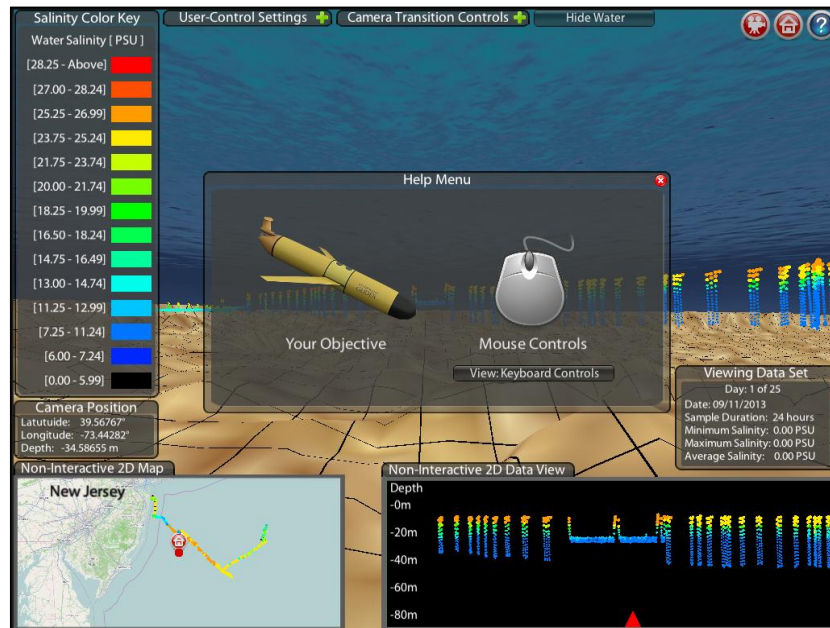 Salinity Color Key
Water Salinity [ PSU ]
[28.25 - Above]
[27.00 - 28.24]
[25.25 - 26.99]
[23.75 - 25.24]
[21.75 - 23.74]
[20.00 - 21.74]
[18.25 - 19.99]
[16.50 - 18.24]
[14.75 - 16.49]
[13.00 - 14.74]
[11.25 - 12.99]
[7.25 - 11.24]
[6.00 - 7.24]
[0.00 - 5.99]
User-Control Settings
Camera Transition Controls
Hide Water
?
Help Menu
Your Objective
Mouse Controls
View: Keyboard Controls
Camera Position
Latutuide: 39.56767°
Longitude: -73.44282°
Depth: -34.58655 m
Viewing Data Set
Day: 1 of 25
Date: 09/11/2013
Sample Duration: 24 hours
Minimum Salinity: 0.00 PSU
Maximum Salinity: 0.00 PSU
Average Salinity: 0.00 PSU
Non-Interactive 2D Map
New Jersey
Non-Interactive 2D Data View
Depth
-0m
-20m
-40m
-60m
-80m